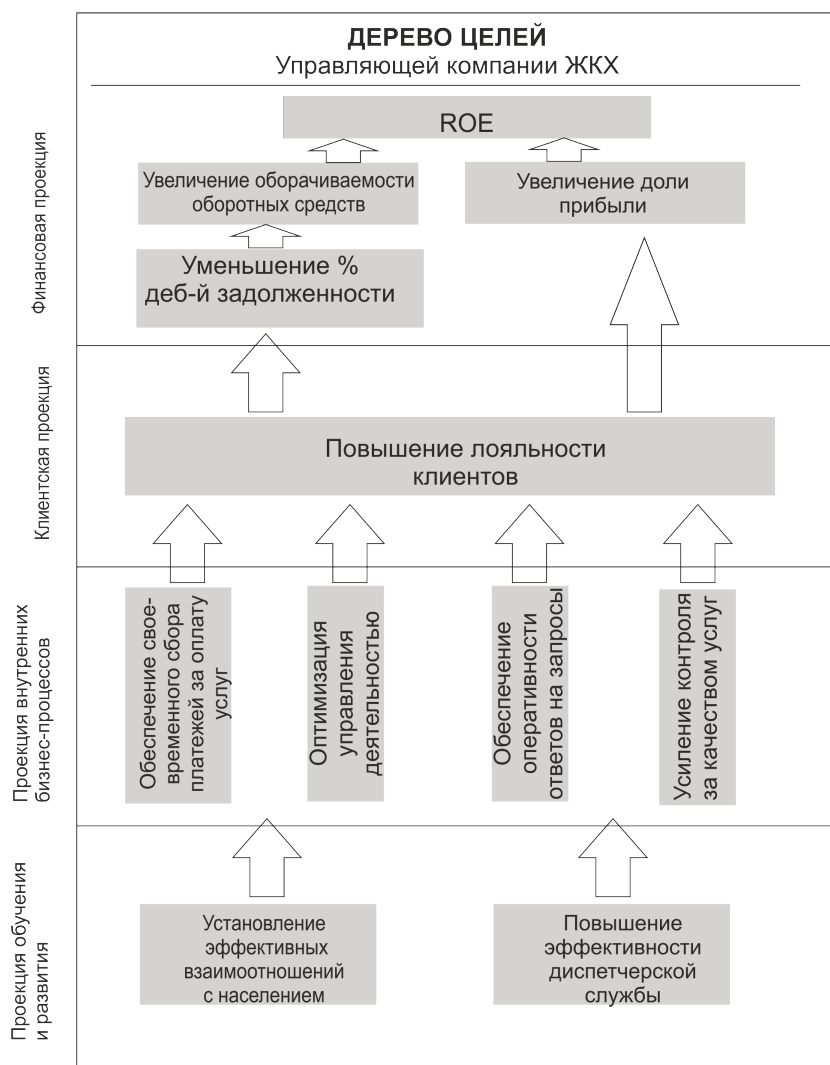 ДЕРЕВО ЦЕЛЕЙ
Управляющей компании ЖКХ
Финансовая проекция
ROE
Увеличение оборачиваемости
оборотных средств
Увеличение доли
прибыли
Уменьшение %
деб-й задолженности
Клиентская проекция
Повышение лояльности
клиентов
Проекция внутренних
бизнес-процессов
Обеспечение свое-
временного сбора
платежей за оплату
услуг
Оптимизация
управления
деятельностью
Обеспечение
оперативности
ответов на запросы
Усиление контроля
за качеством услуг
Проекция обучения
и развития
Установление
эффективных
взаимоотношений
с населением
Повышение
эффективности
диспетчерской
службы